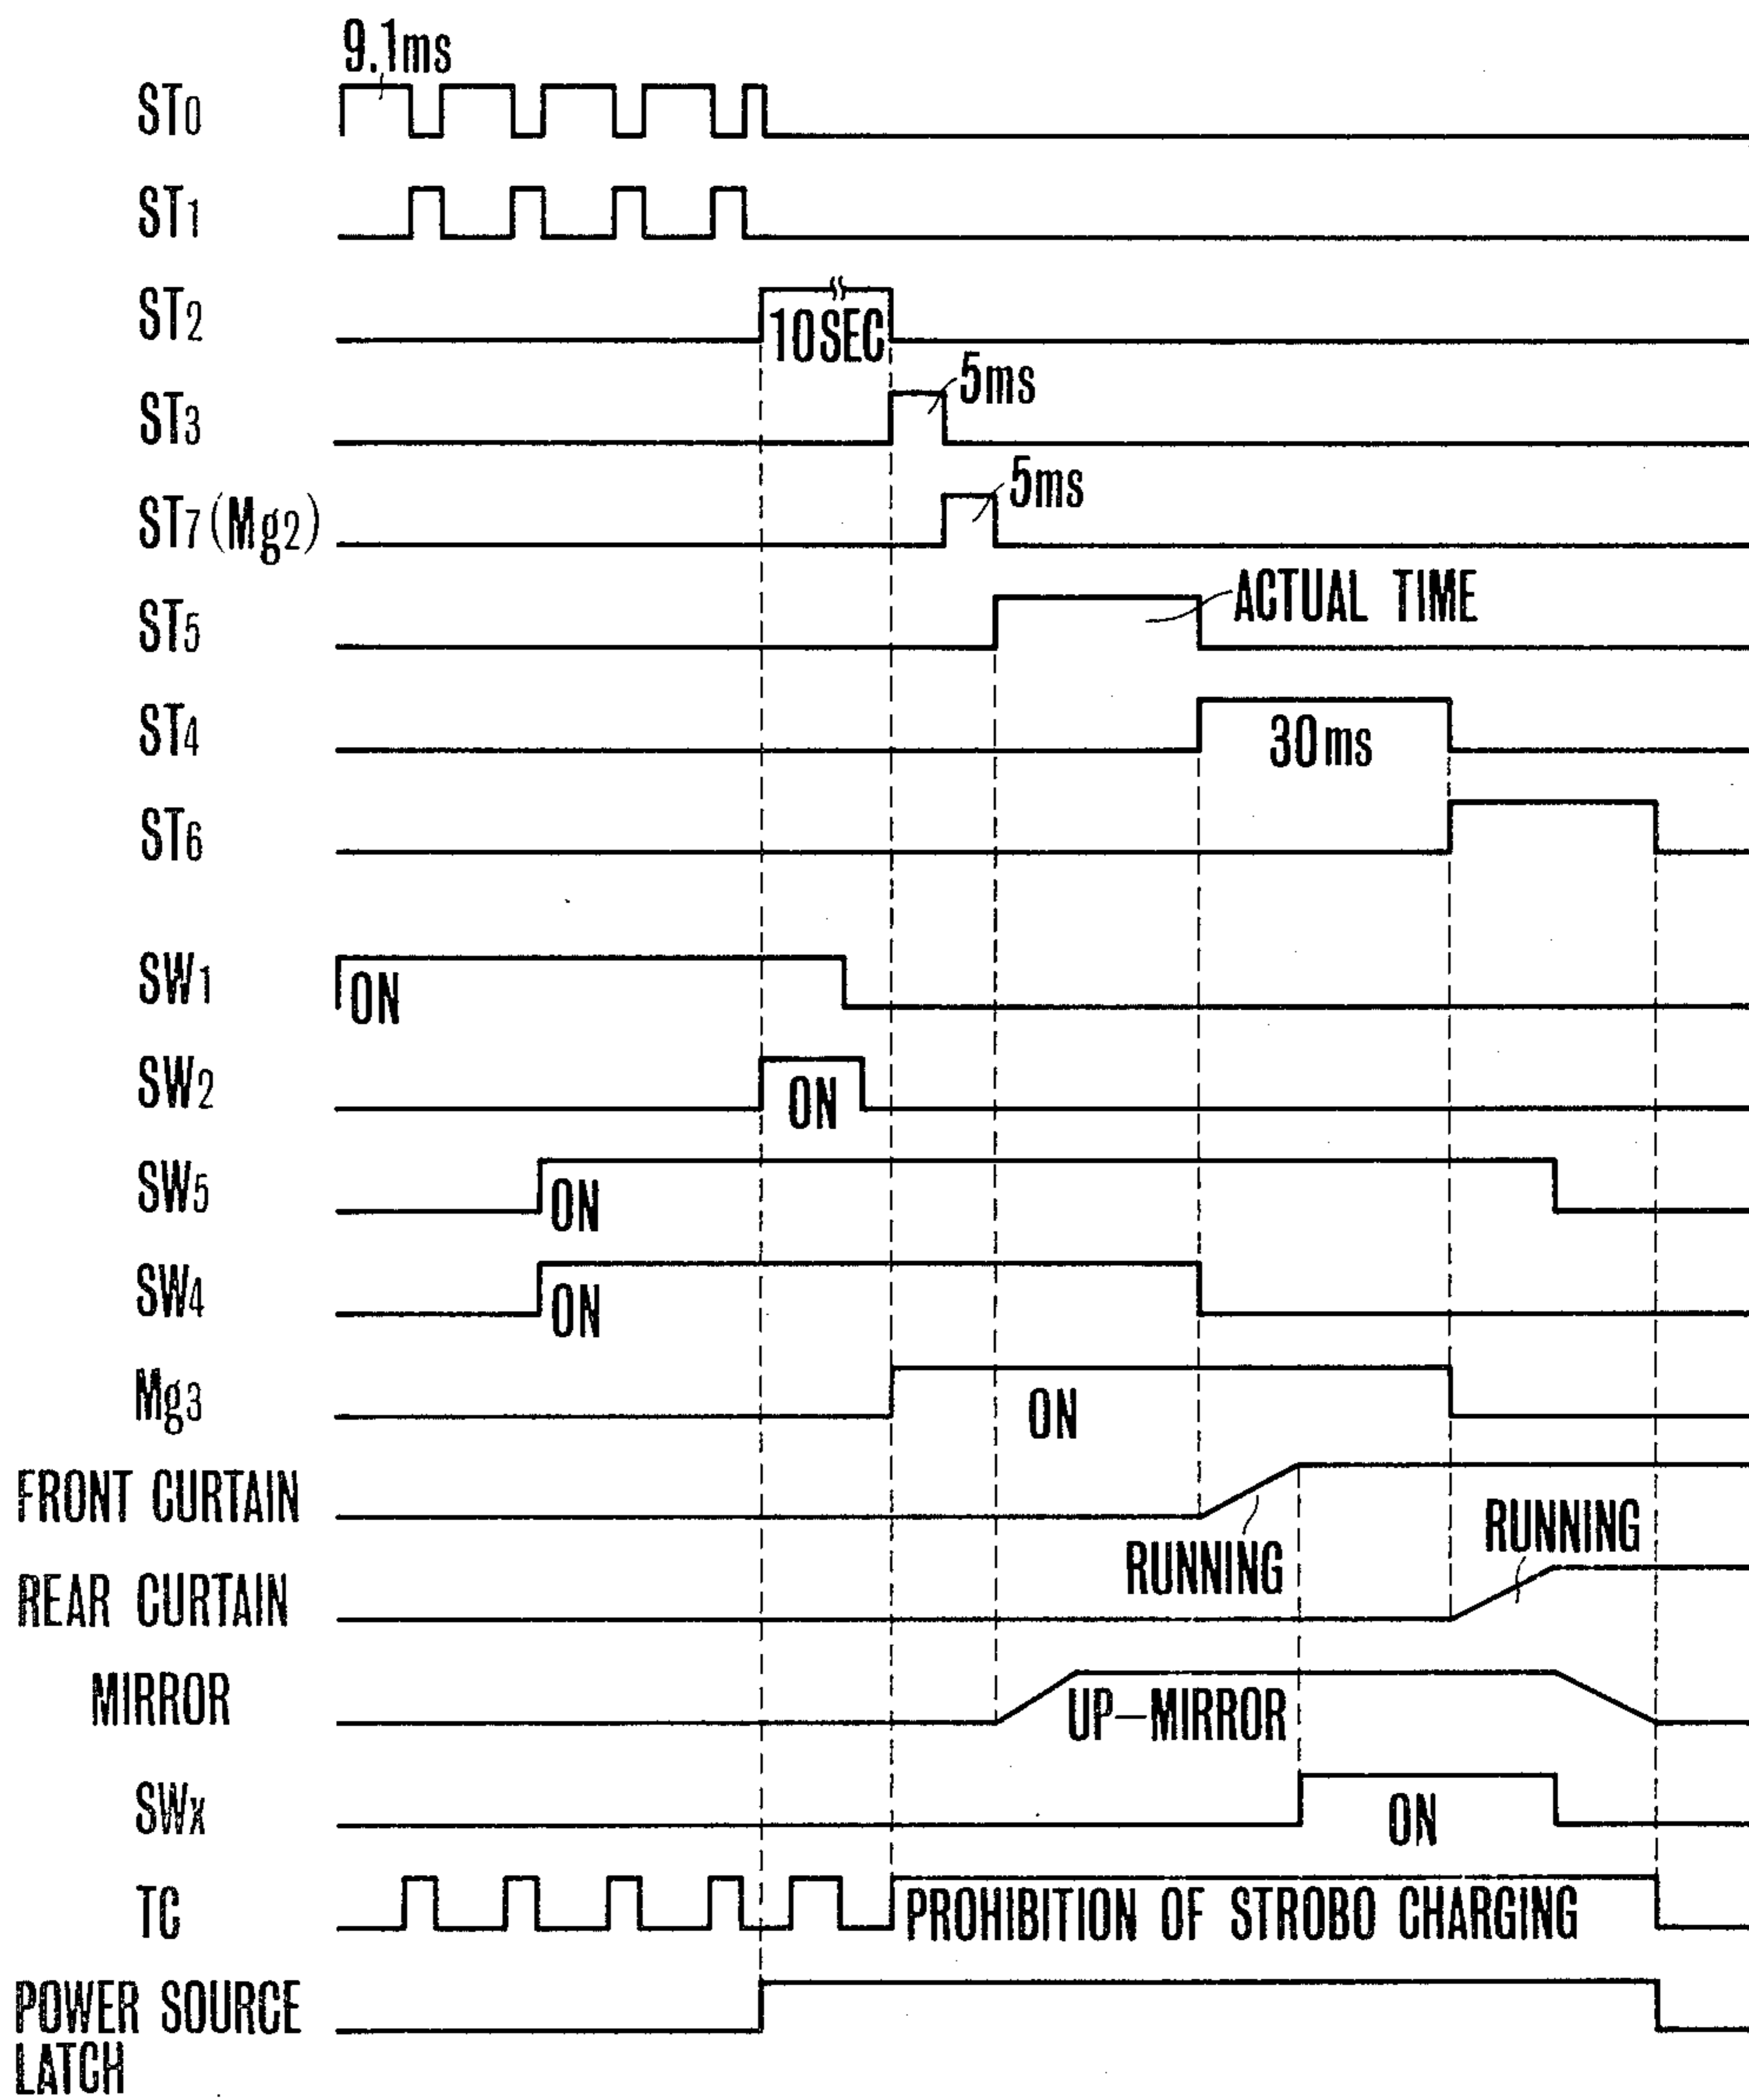 9.1ms
ST0
ST1
ST2
10SEC
ST3
5ms
ST7(Mg2)
5ms
ST5
ACTUAL TIME
ST4
30ms
ST6
SW1
ON
SW2
ON
SW5
ON
SW4
ON
Mg3
ON
FRONT CURTAIN
RUNNING
RUNNING
REAR CURTAIN
MIRROR
UP-MIRROR
SWX
ON
TC
PROHIBITION OF STROBO CHARGING
POWER SOURCE
LATCH